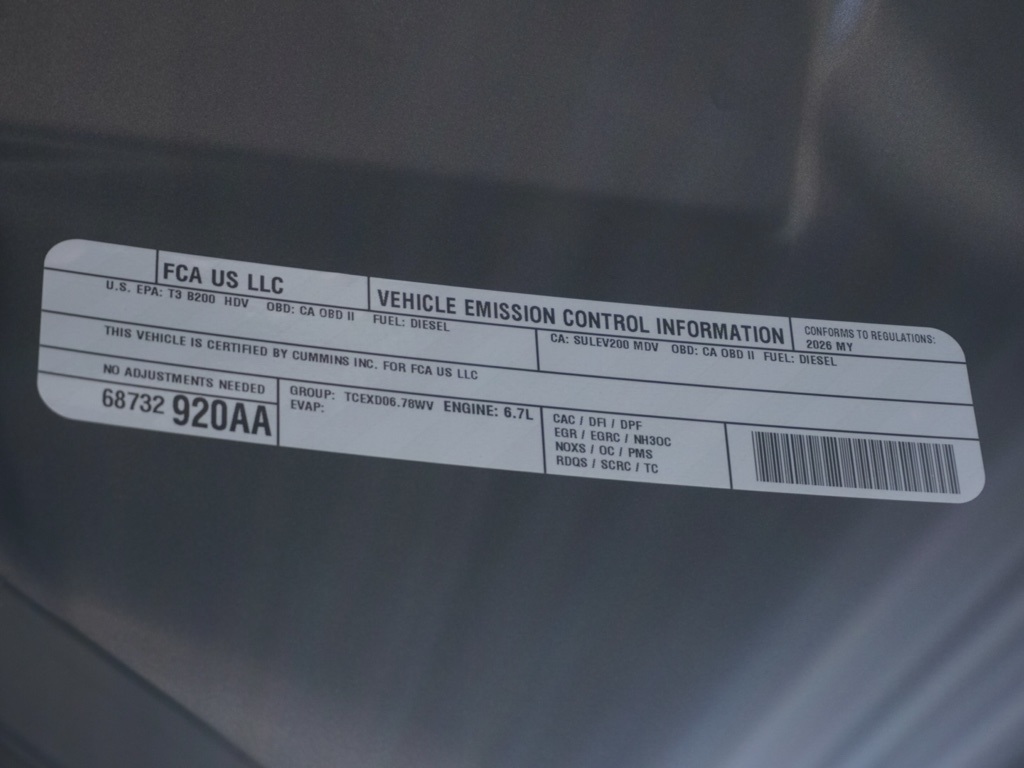 FCA US LLC
VEHICLE EMISSION CONTROL INFORMATION
CONFORMS TO REGULATIONS:
2026 MY
U.S. EPA: T3 B200 HDV OBD: CA OBD II FUEL: DIESEL
CA: SULEV200 MDV OBD: CA OBD II FUEL: DIESEL
THIS VEHICLE IS CERTIFIED BY CUMMINS INC. FOR FCA US LLC
NO ADJUSTMENTS NEEDED
68732 920AA
GROUP: TCEXD06.78WV ENGINE: 6.7L
EVAP:
CAC / DFI / DPF
EGR / EGRC / NH3OC
NOXS / OC / PMS
RDQS / SCRC / TC